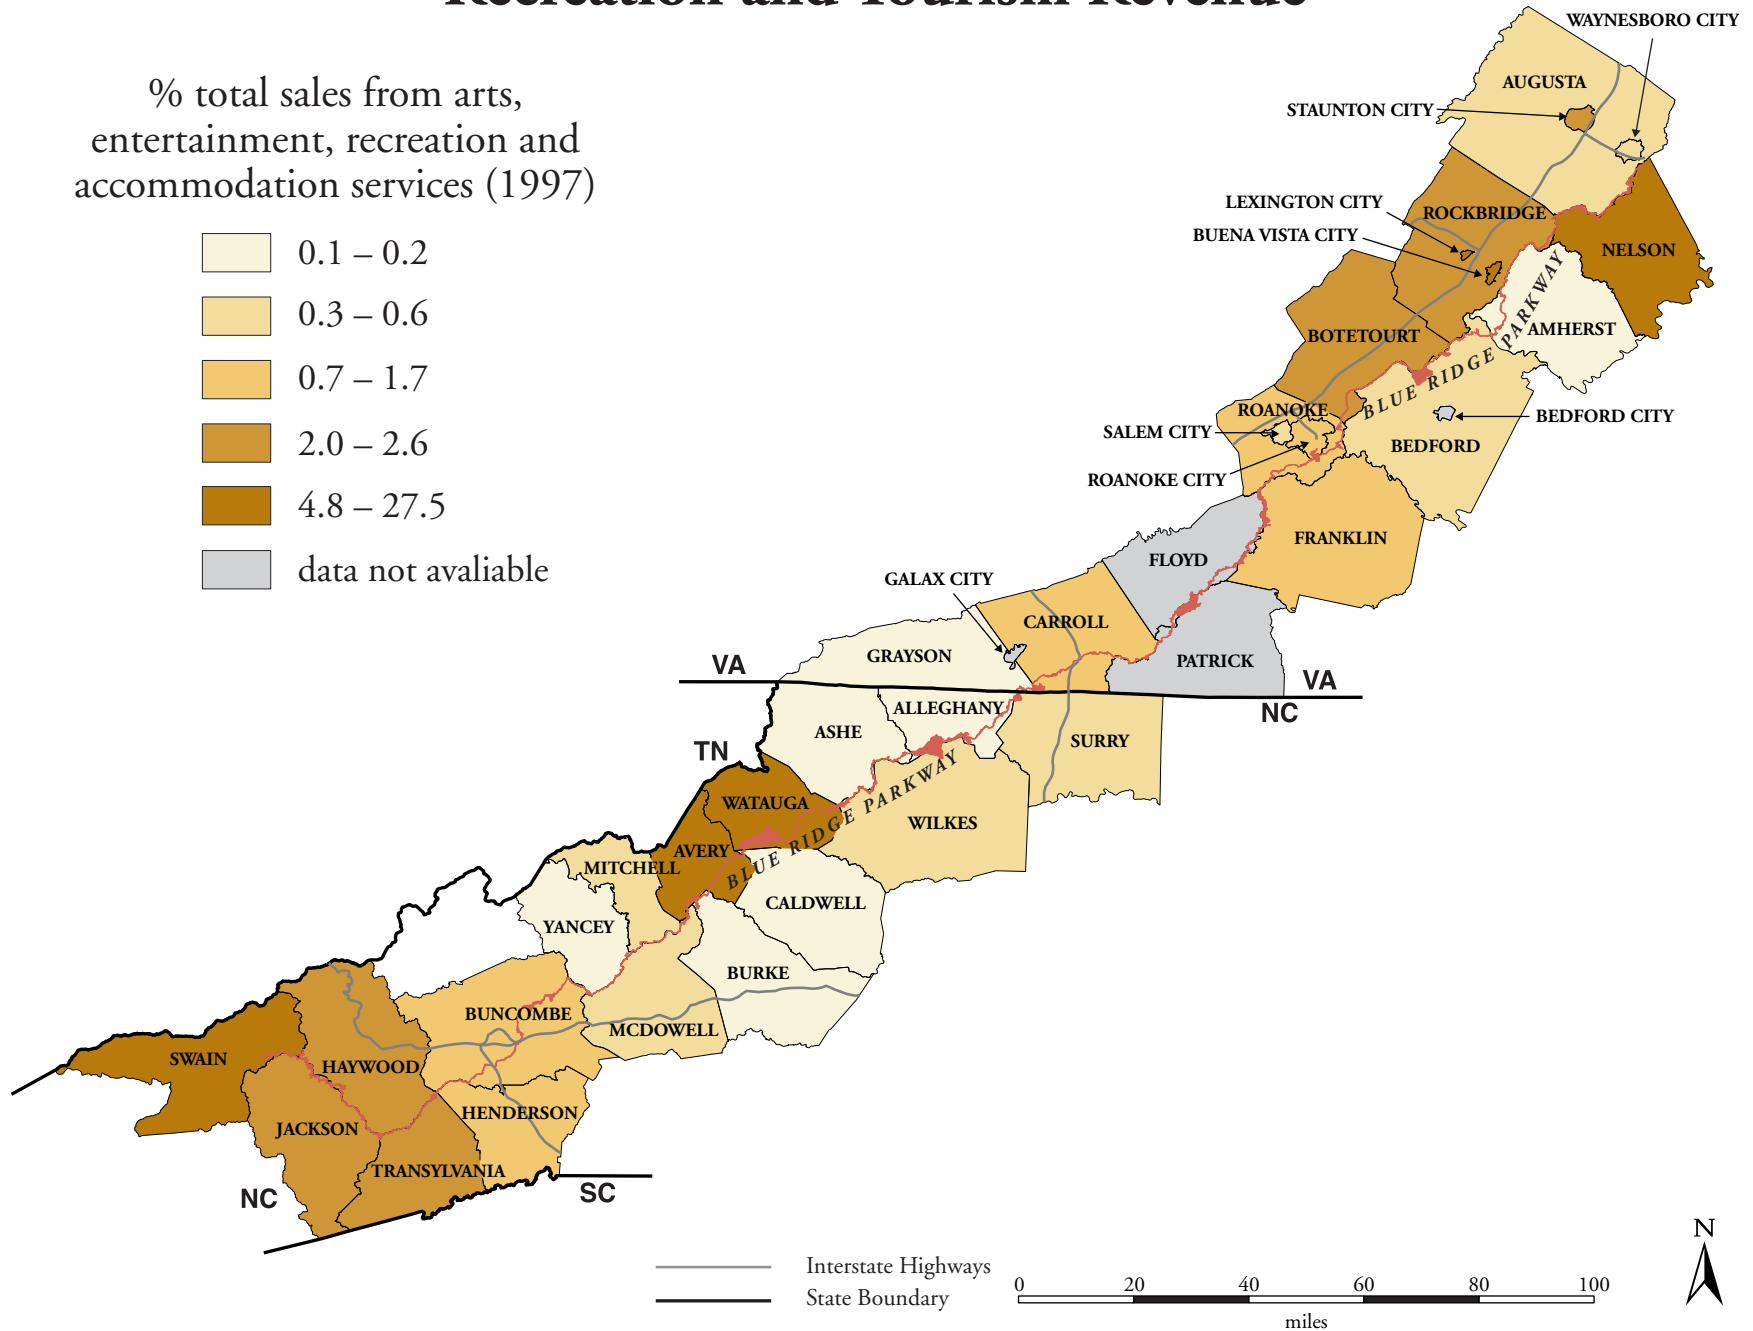 Recreation and Tourism Revenue
% total sales from arts,
entertainment, recreation and
accommodation services (1997)
0.1 – 0.2
0.3 – 0.6
0.7 – 1.7
2.0 – 2.6
4.8 – 27.5
data not avaliable
WAYNESBORO CITY
AUGUSTA
STAUNTON CITY
LEXINGTON CITY
ROCKBRIDGE
BUENA VISTA CITY
NELSON
AMHERST
BOTETOURT
BLUE RIDGE PARKWAY
ROANOKE
SALEM CITY
BEDFORD CITY
BEDFORD
ROANOKE CITY
FRANKLIN
FLOYD
GALAX CITY
CARROLL
GRAYSON
PATRICK
VA
VA
NC
ALLEGHANY
ASHE
SURRY
TN
WATAUGA
BLUE RIDGE PARKWAY
WILKES
AVERY
MITCHELL
CALDWELL
YANCEY
BURKE
BUNCOMBE
MCDOWELL
SWAIN
HAYWOOD
HENDERSON
JACKSON
TRANSYLVANIA
NC
SC
N
Interstate Highways
State Boundary
0 20 40 60 80 100
miles